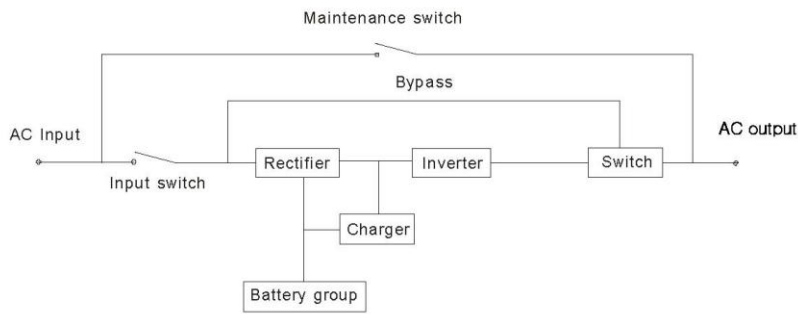 Maintenance switch
Bypass
AC Input
AC output
Rectifier
Inverter
Switch
Input switch
Charger
Battery group